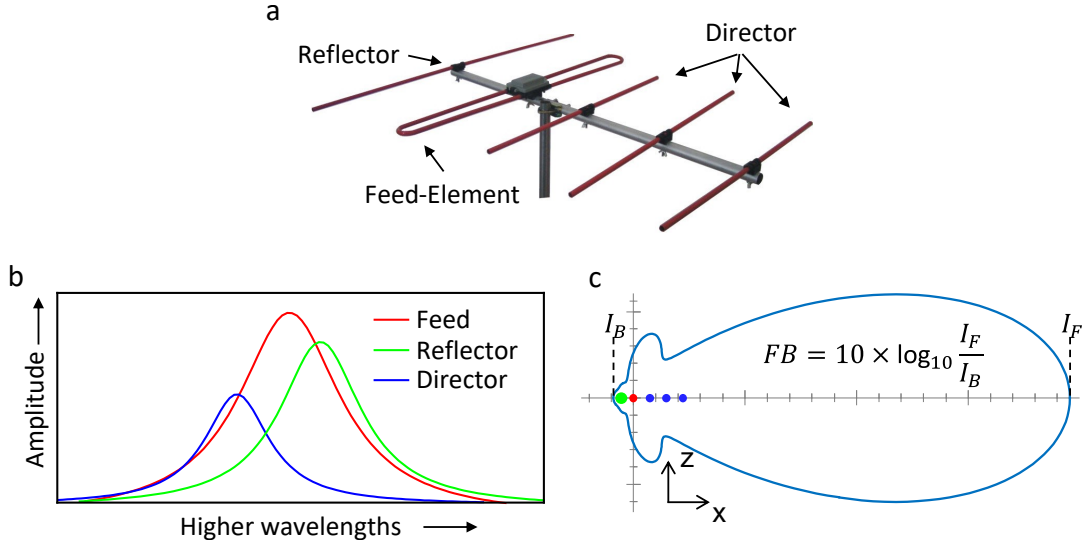 a
Reflector
Director
Feed-Element
b
Amplitude
Feed
Reflector
Director
Higher wavelengths
c
I_B
I_F
FB = 10 × log₁₀ I_F/I_B
z
x